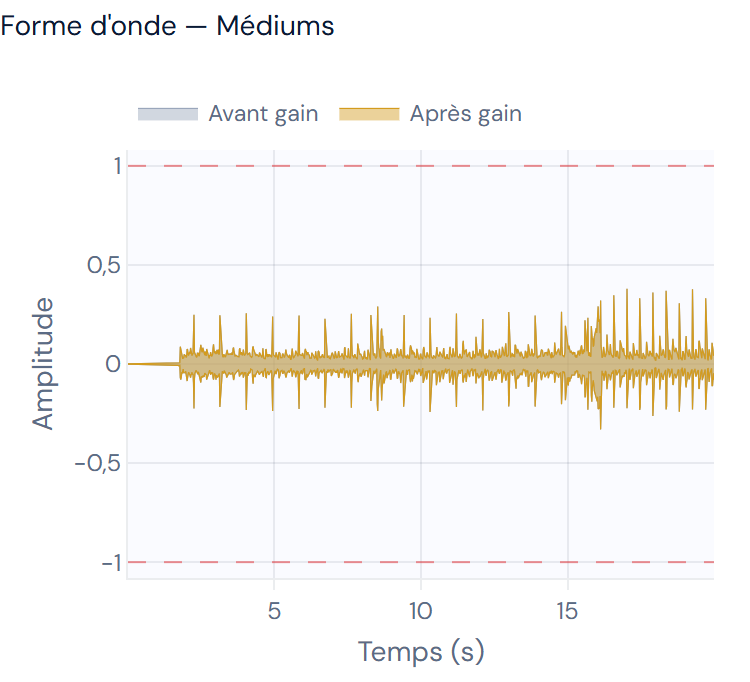 Forme d'onde — Médiums
Avant gain Après gain
1
0,5
0
−0,5
−1
Amplitude
5 10 15
Temps (s)